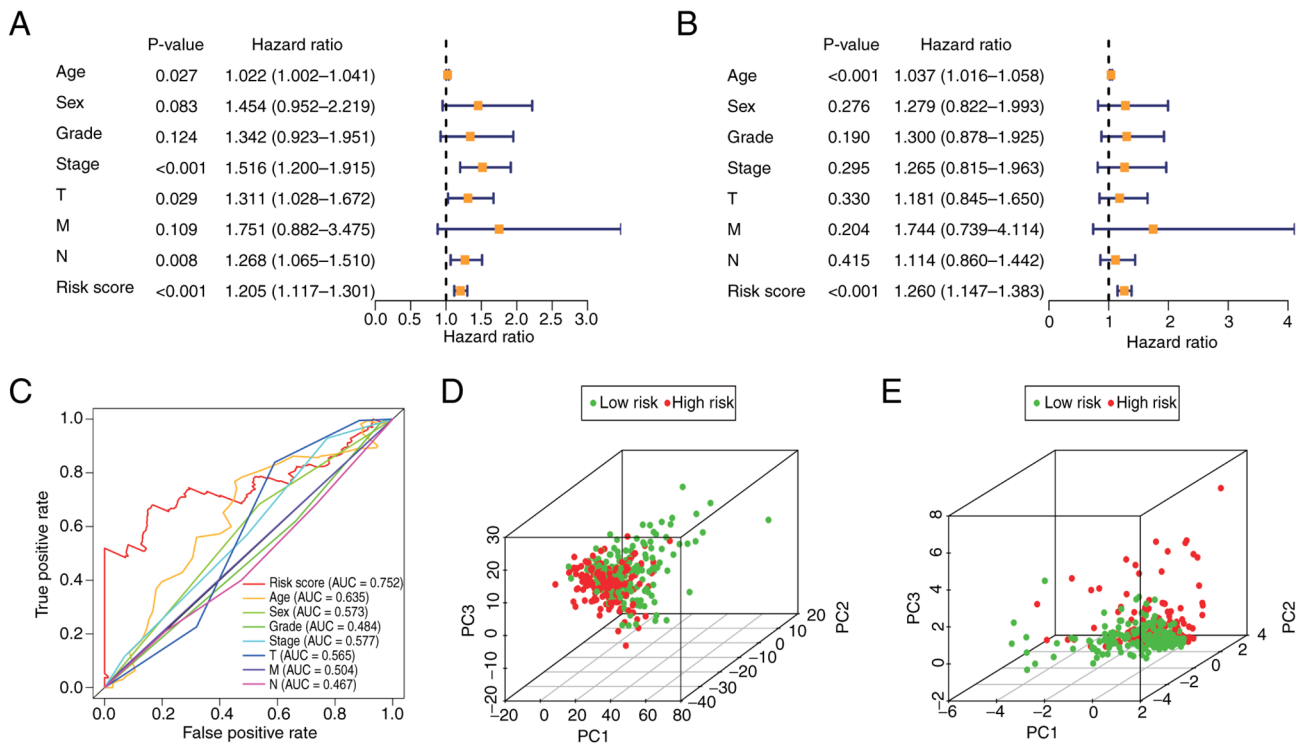 A
P-value Hazard ratio
Age 0.027 1.022 (1.002–1.041)
Sex 0.083 1.454 (0.952–2.219)
Grade 0.124 1.342 (0.923–1.951)
Stage <0.001 1.516 (1.200–1.915)
T 0.029 1.311 (1.028–1.672)
M 0.109 1.751 (0.882–3.475)
N 0.008 1.268 (1.065–1.510)
Risk score <0.001 1.205 (1.117–1.301)
0.0 0.5 1.0 1.5 2.0 2.5 3.0
Hazard ratio
B
P-value Hazard ratio
Age <0.001 1.037 (1.016–1.058)
Sex 0.276 1.279 (0.822–1.993)
Grade 0.190 1.300 (0.878–1.925)
Stage 0.295 1.265 (0.815–1.963)
T 0.330 1.181 (0.845–1.650)
M 0.204 1.744 (0.739–4.114)
N 0.415 1.114 (0.860–1.442)
Risk score <0.001 1.260 (1.147–1.383)
0 1 2 3 4
Hazard ratio
C
True positive rate
1.0
0.8
0.6
0.4
0.2
0.0
Risk score (AUC = 0.752)
Age (AUC = 0.635)
Sex (AUC = 0.573)
Grade (AUC = 0.484)
Stage (AUC = 0.577)
T (AUC = 0.565)
M (AUC = 0.504)
N (AUC = 0.467)
0.0 0.2 0.4 0.6 0.8 1.0
False positive rate
D
Low risk High risk
PC3
30
20
10
0
−10
−20
−20 0 20 40 60 80
PC1
−40
−30
−20
−10
0
10
20
PC2
E
Low risk High risk
PC3
8
6
4
2
0
−2
−6 −4 −2 0 2
PC1
−4
−2
0
2
4
PC2